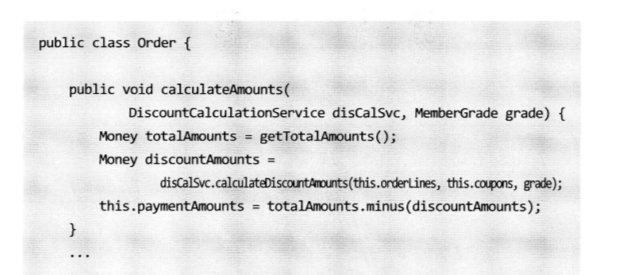 public class Order {
public void calculateAmounts(
DiscountCalculationService disCalSvc, MemberGrade grade) {
Money totalAmounts = getTotalAmounts();
Money discountAmounts =
disCalSvc.calculateDiscountAmounts(this.orderLines, this.coupons, grade);
this.paymentAmounts = totalAmounts.minus(discountAmounts);
}
...